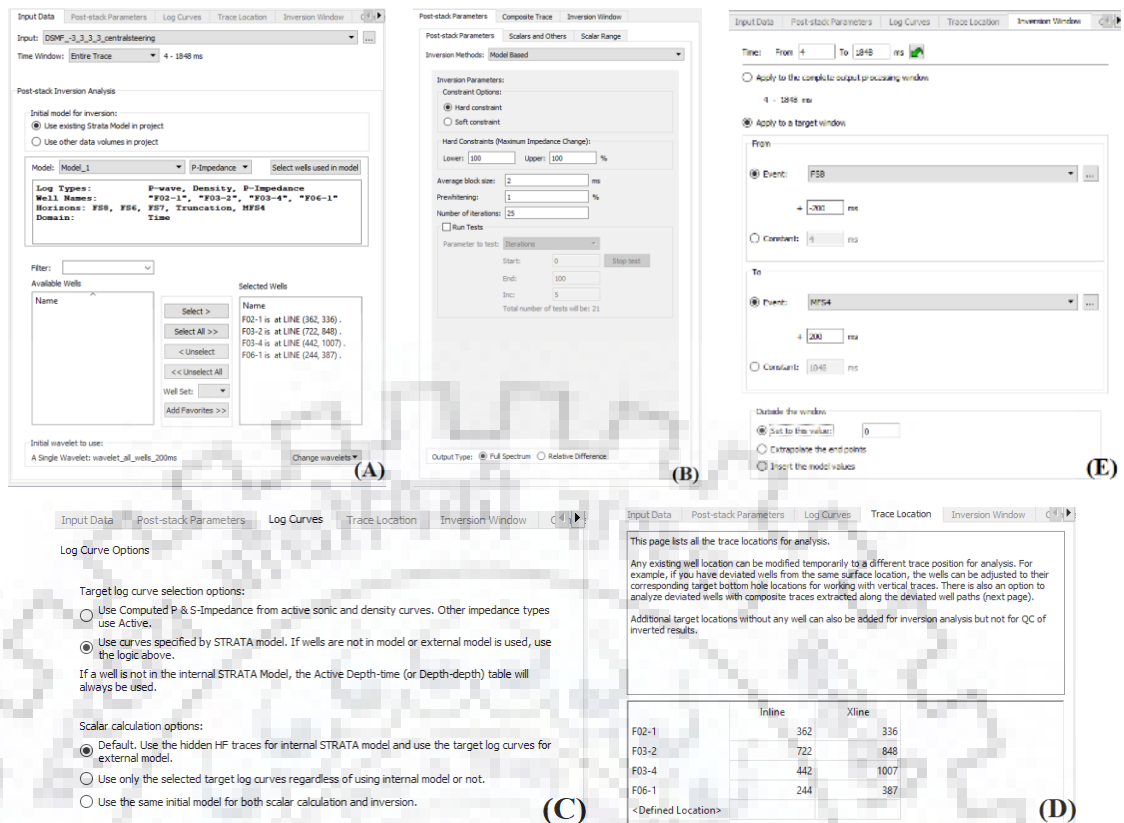 Input Data Post-stack Parameters Log Curves Trace Location Inversion Window
Input: DSMF_-3_3_3_3_centralsteering ...
Time Window: Entire Trace 4 - 1848 ms
Post-stack Inversion Analysis
Initial model for inversion:
Use existing Strata Model in project
Use other data volumes in project
Model: Model_1 P-Impedance Select wells used in model
Log Types: P-wave, Density, P-Impedance
Well Names: "F02-1", "F03-2", "F03-4", "F06-1"
Horizons: FS8, FS6, FS7, Truncation, MFS4
Domain: Time
Filter:
Available Wells
Selected Wells
Name
Name
F02-1 is at LINE (362, 336) .
F03-2 is at LINE (722, 848) .
F03-4 is at LINE (442, 1007) .
F06-1 is at LINE (244, 387) .
Select >
Select All >>
< Unselect
<< Unselect All
Well Set:
Add Favorites >>
Initial wavelet to use:
A Single Wavelet: wavelet_all_wells_200ms Change wavelets
(A)
Post-stack Parameters Composite Trace Inversion Window
Post-stack Parameters Scalars and Others Scalar Range
Inversion Methods: Model Based
Inversion Parameters:
Constraint Options:
Hard constraint
Soft constraint
Hard Constraints (Maximum Impedance Change):
Lower: 100 Upper: 100 %
Average block size: 2 ms
Prewhitening: 1 %
Number of iterations: 25
Run Tests
Parameter to test: Iterations
Start: 0 Stop test
End: 100
Inc: 5
Total number of tests will be: 21
Output Type: Full Spectrum Relative Difference
(B)
Input Data Post-stack Parameters Log Curves Trace Location Inversion Window
Time: From 4 To 1848 ms
Apply to the complete output processing window
4 - 1848 ms
Apply to a target window
From
Event: FS8 ...
+ -200 ms
Constant: 4 ms
To
Event: MFS4 ...
+ 200 ms
Constant: 1848 ms
Outside the window
Set to this value: 0
Extrapolate the end points
Insert the model values
(E)
Input Data Post-stack Parameters Log Curves Trace Location Inversion Window
Log Curve Options
Target log curve selection options:
Use Computed P & S-Impedance from active sonic and density curves. Other impedance types
use Active.
Use curves specified by STRATA model. If wells are not in model or external model is used, use
the logic above.
If a well is not in the internal STRATA Model, the Active Depth-time (or Depth-depth) table will
always be used.
Scalar calculation options:
Default. Use the hidden HF traces for internal STRATA model and use the target log curves for
external model.
Use only the selected target log curves regardless of using internal model or not.
Use the same initial model for both scalar calculation and inversion.
(C)
Input Data Post-stack Parameters Log Curves Trace Location Inversion Window
This page lists all the trace locations for analysis.
Any existing well location can be modified temporarily to a different trace position for analysis. For
example, if you have deviated wells from the same surface location, the wells can be adjusted to their
corresponding target bottom hole locations for working with vertical traces. There is also an option to
analyze deviated wells with composite traces extracted along the deviated well paths (next page).
Additional target locations without any well can also be added for inversion analysis but not for QC of
inverted results.
Inline Xline
F02-1 362 336
F03-2 722 848
F03-4 442 1007
F06-1 244 387
<Defined Location>
(D)